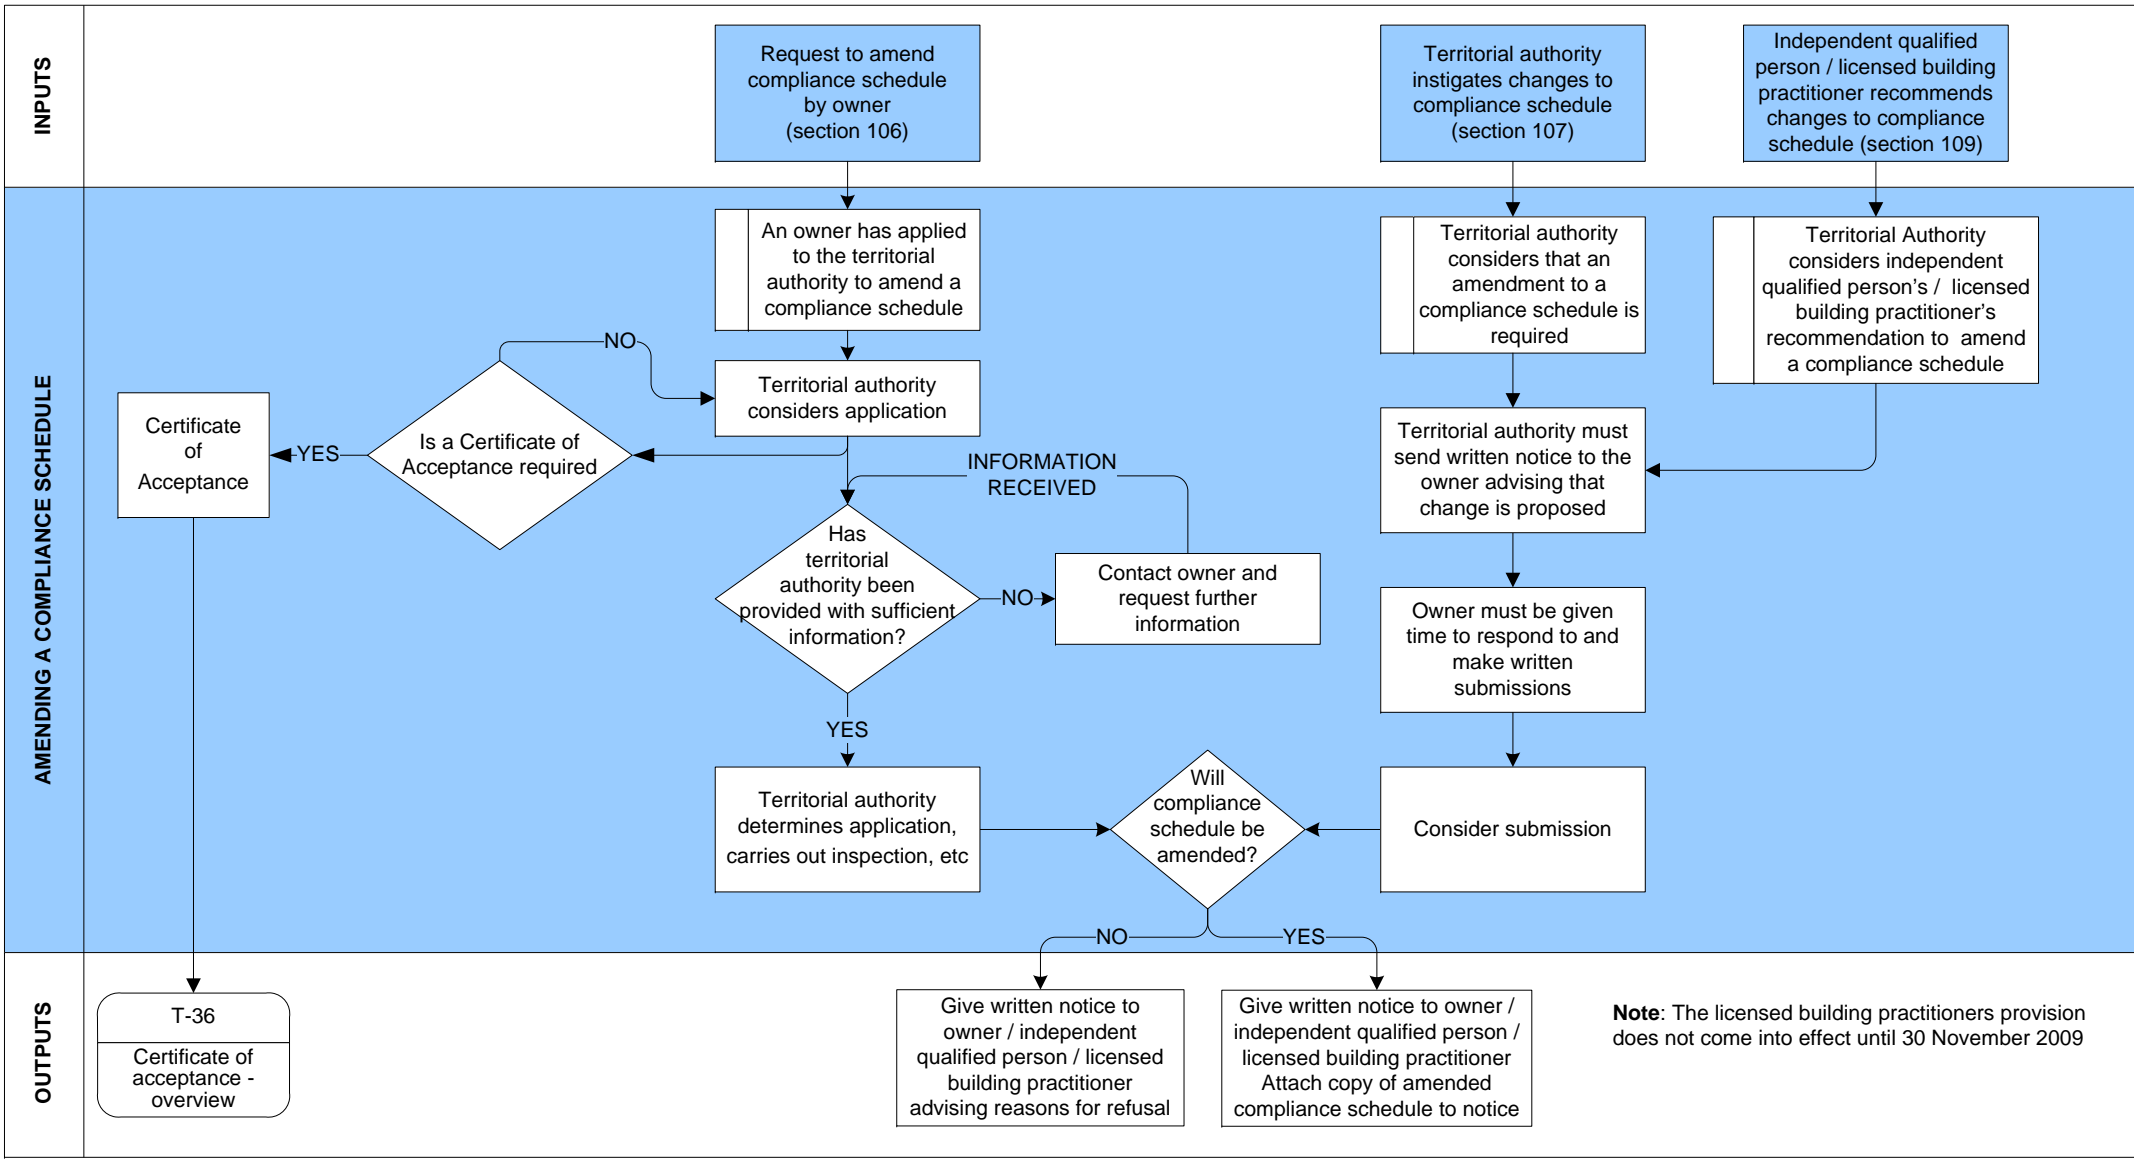 INPUTS
Request to amend
compliance schedule
by owner
(section 106)
Territorial authority
instigates changes to
compliance schedule
(section 107)
Independent qualified
person / licensed building
practitioner recommends
changes to compliance
schedule (section 109)
AMENDING A COMPLIANCE SCHEDULE
An owner has applied
to the territorial
authority to amend a
compliance schedule
Territorial authority
considers that an
amendment to a
compliance schedule is
required
Territorial Authority
considers independent
qualified person's / licensed
building practitioner's
recommendation to amend
a compliance schedule
NO
Territorial authority
considers application
Certificate
of
Acceptance
YES
Is a Certificate of
Acceptance required
INFORMATION
RECEIVED
Territorial authority must
send written notice to the
owner advising that
change is proposed
Has
territorial
authority been
provided with sufficient
information?
NO
Contact owner and
request further
information
Owner must be given
time to respond to and
make written
submissions
YES
Territorial authority
determines application,
carries out inspection, etc
Will
compliance
schedule be
amended?
Consider submission
NO
YES
OUTPUTS
T-36
Certificate of
acceptance -
overview
Give written notice to
owner / independent
qualified person / licensed
building practitioner
advising reasons for refusal
Give written notice to owner /
independent qualified person /
licensed building practitioner
Attach copy of amended
compliance schedule to notice
Note: The licensed building practitioners provision
does not come into effect until 30 November 2009